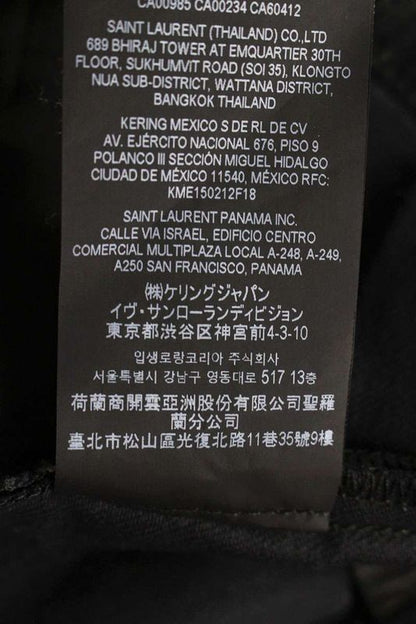 CA00985 CA00234 CA60412
SAINT LAURENT (THAILAND) CO.,LTD
689 BHIRAJ TOWER AT EMQUARTIER 30TH
FLOOR, SUKHUMVIT ROAD (SOI 35), KLONGTO
NUA SUB-DISTRICT, WATTANA DISTRICT,
BANGKOK THAILAND
KERING MEXICO S DE RL DE CV
AV. EJÉRCITO NACIONAL 676, PISO 9
POLANCO III SECCIÓN MIGUEL HIDALGO
CIUDAD DE MÉXICO 11540, MÉXICO RFC:
KME150212F18
SAINT LAURENT PANAMA INC.
CALLE VIA ISRAEL, EDIFICIO CENTRO
COMERCIAL MULTIPLAZA LOCAL A-248, A-249,
A250 SAN FRANCISCO, PANAMA
㈱ケリングジャパン
イヴ・サンローランディビジョン
東京都渋谷区神宮前4-3-10
입생로랑코리아 주식회사
서울특별시 강남구 영동대로 517 13층
荷蘭商開雲亞洲股份有限公司聖羅
蘭分公司
臺北市松山區光復北路11巷35號9樓